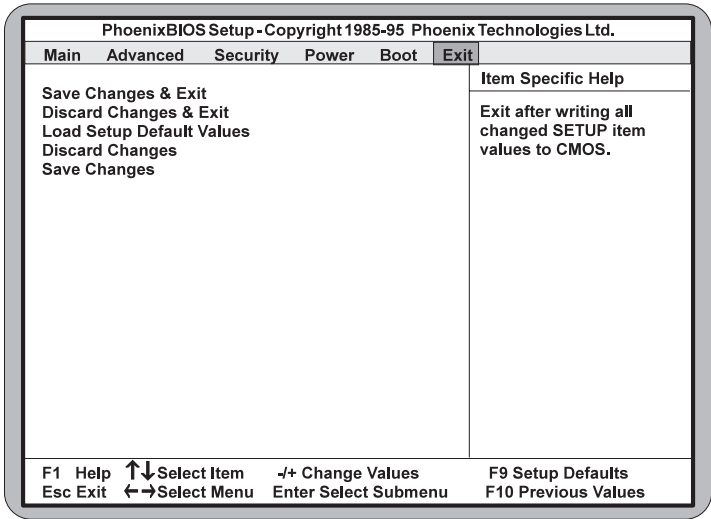 PhoenixBIOS Setup - Copyright 1985-95 Phoenix Technologies Ltd.
Main Advanced Security Power Boot Exit
Save Changes & Exit
Discard Changes & Exit
Load Setup Default Values
Discard Changes
Save Changes
Item Specific Help
Exit after writing all
changed SETUP item
values to CMOS.
F1 Help ↑↓ Select Item -/+ Change Values F9 Setup Defaults
Esc Exit ←→ Select Menu Enter Select Submenu F10 Previous Values